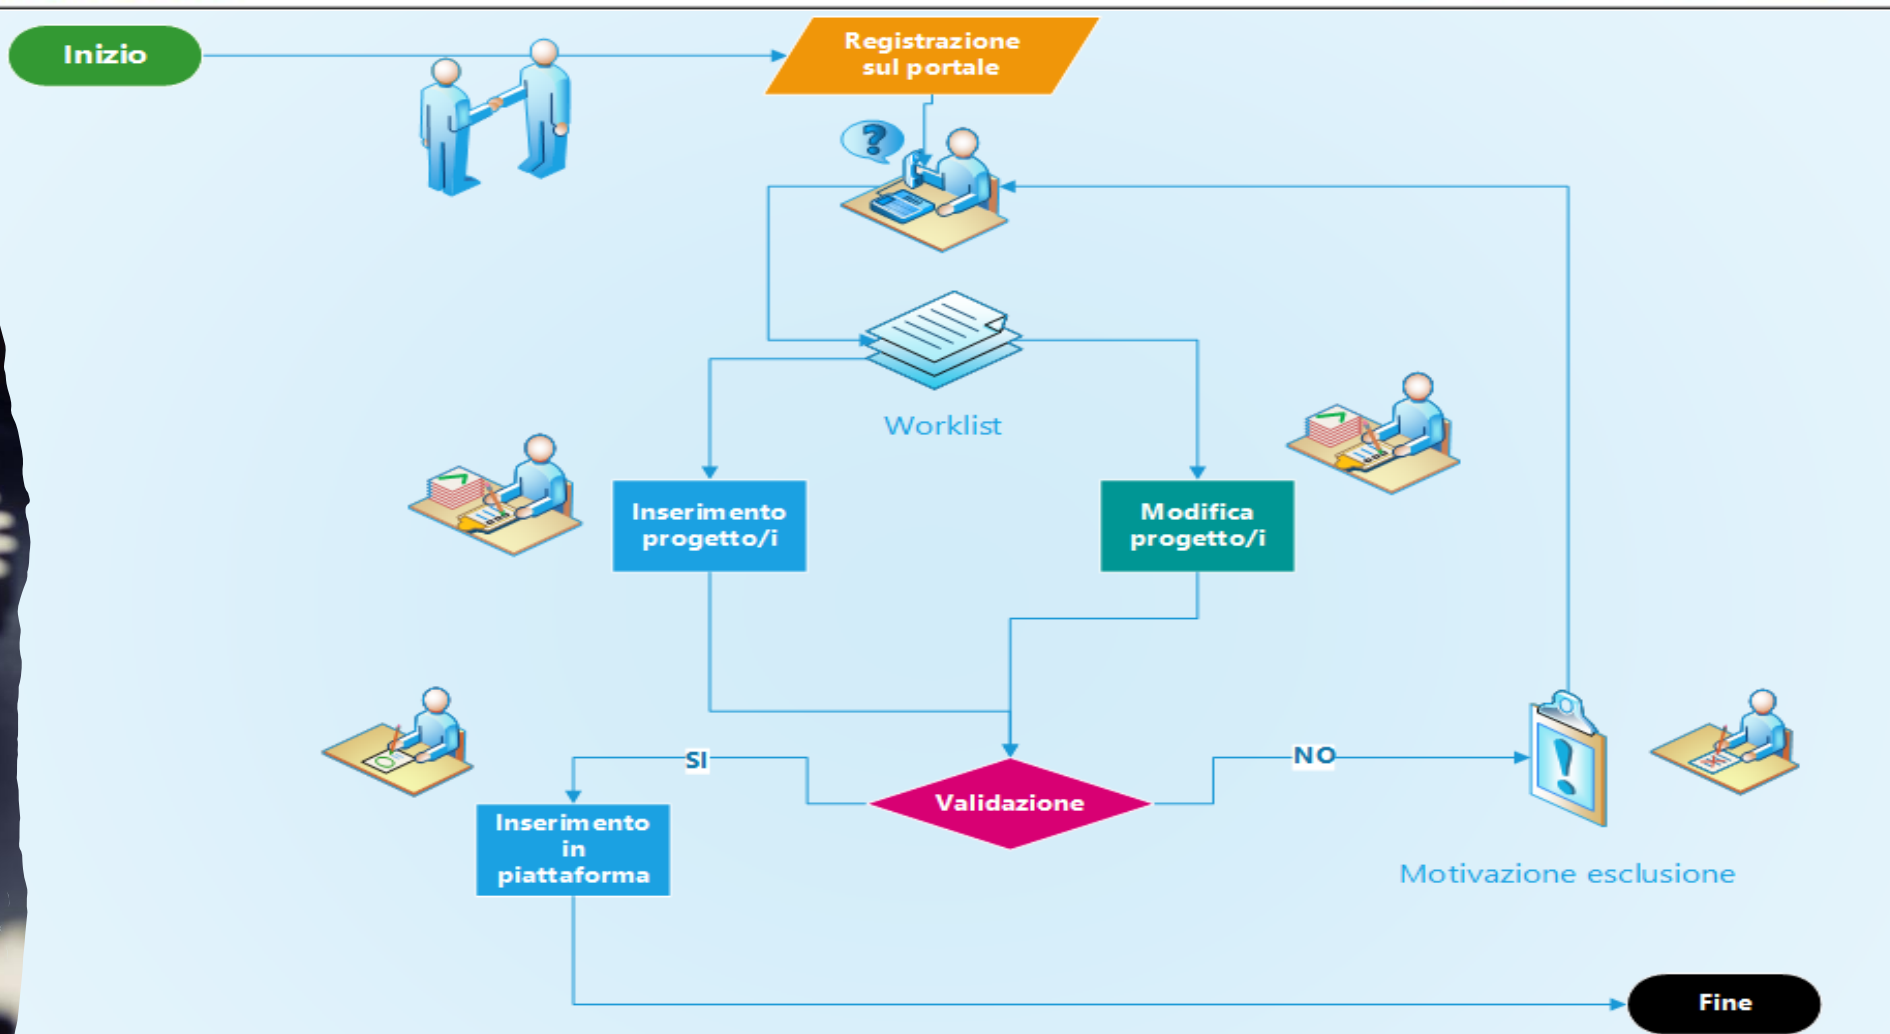 Inizio
Registrazione
sul portale
?
Worklist
Inserimento
progetto/i
Modifica
progetto/i
SI
NO
Validazione
!
Inserimento
in
piattaforma
Motivazione esclusione
Fine